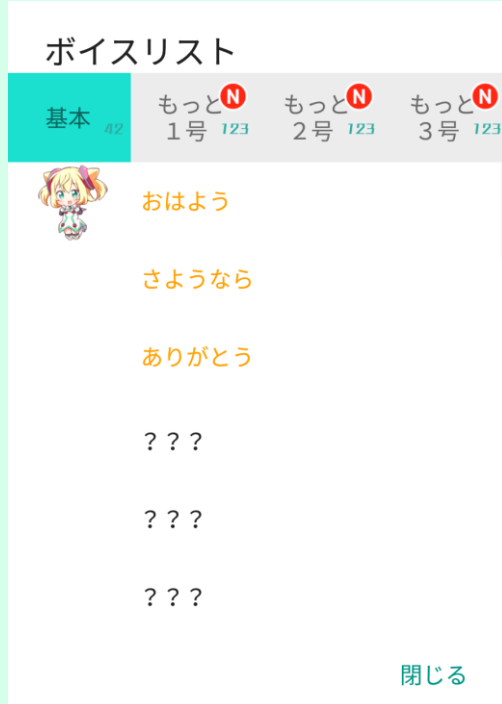 ボイスリスト
基本 42
もっと N
1号 123
もっと N
2号 123
もっと N
3号 123
おはよう
さようなら
ありがとう
???
???
???
閉じる